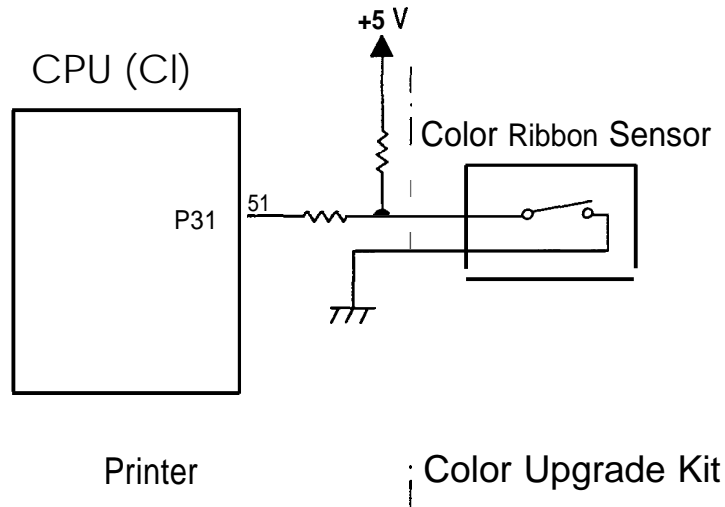 +5 V
CPU (CI)
Color Ribbon Sensor
51
P31
Printer
Color Upgrade Kit